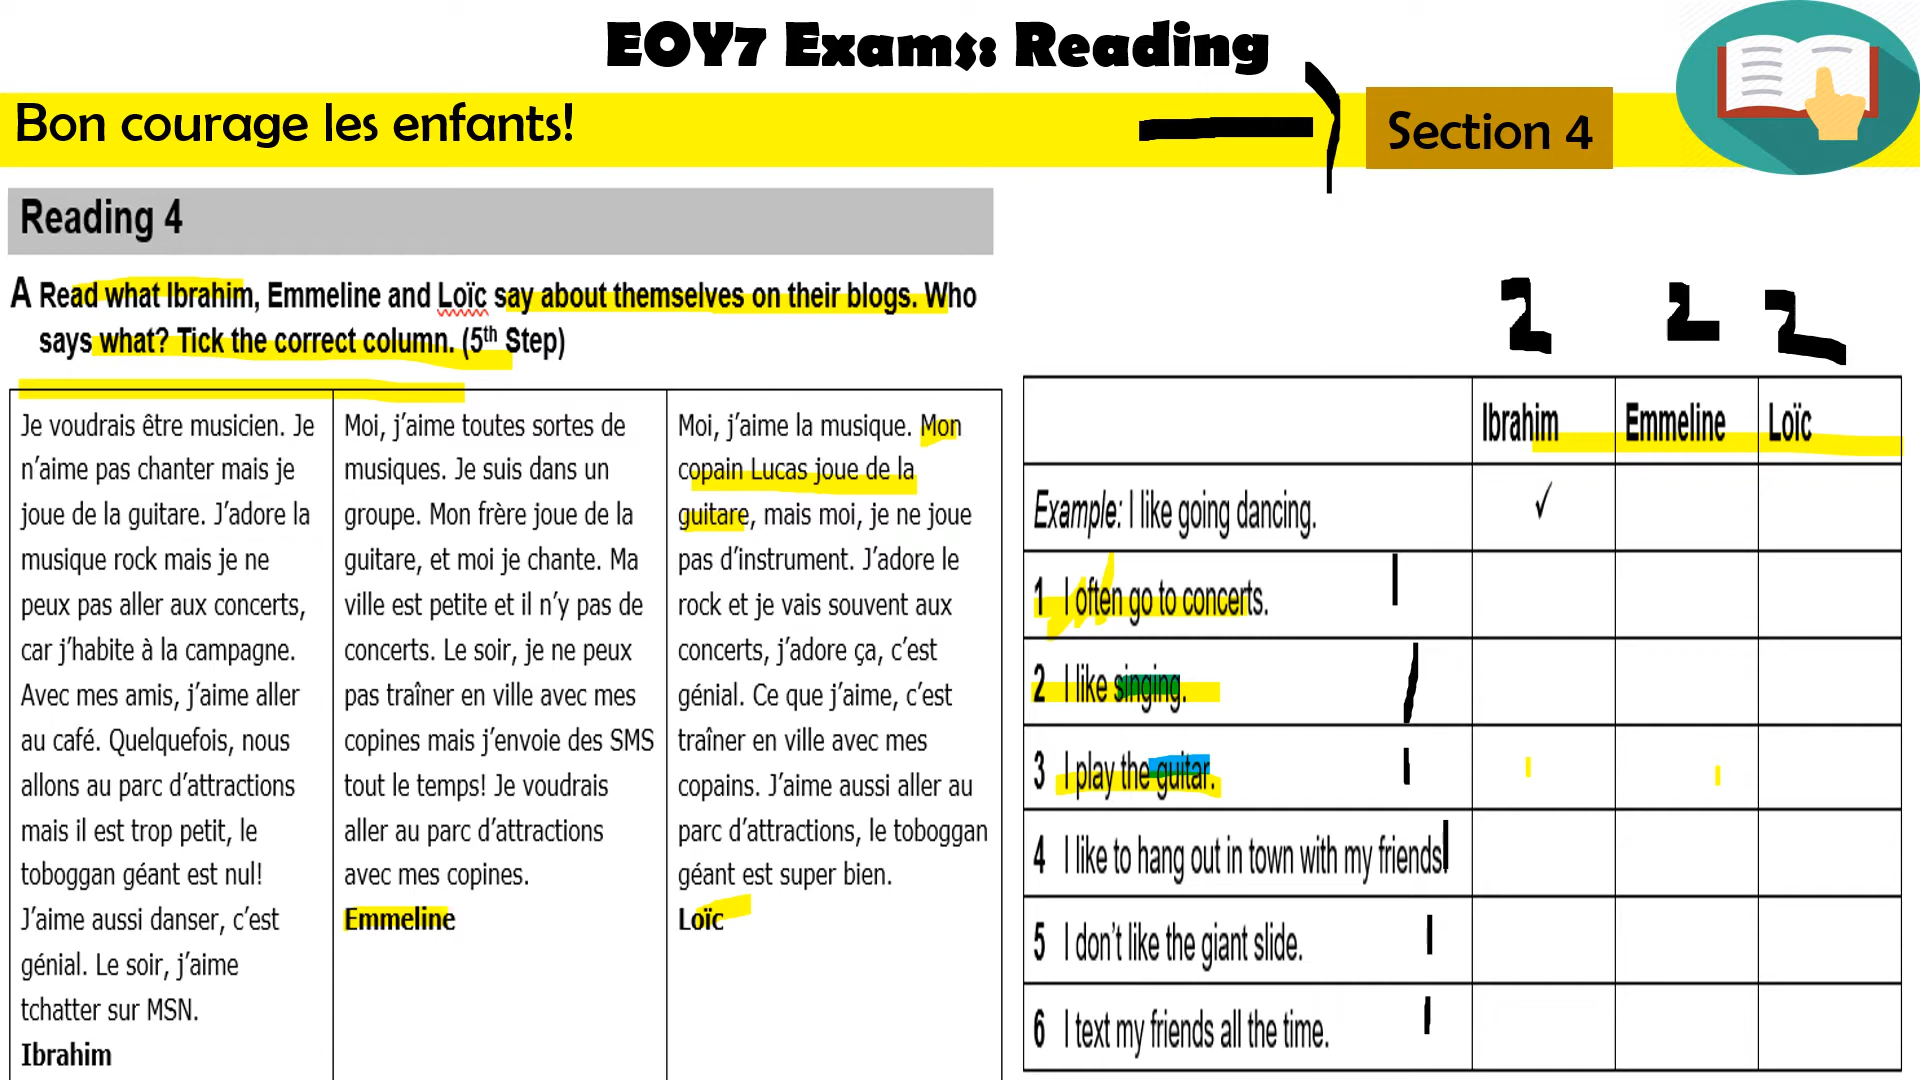 EOY7 Exams: Reading
Bon courage les enfants!
Section 4
Reading 4
A Read what Ibrahim, Emmeline and Loïc say about themselves on their blogs. Who
says what? Tick the correct column. (5th Step)
Je voudrais être musicien. Je
n’aime pas chanter mais je
joue de la guitare. J’adore la
musique rock mais je ne
peux pas aller aux concerts,
car j’habite à la campagne.
Avec mes amis, j’aime aller
au café. Quelquefois, nous
allons au parc d’attractions
mais il est trop petit, le
toboggan géant est nul!
J’aime aussi danser, c’est
génial. Le soir, j’aime
tchatter sur MSN.
Ibrahim
Moi, j’aime toutes sortes de
musiques. Je suis dans un
groupe. Mon frère joue de la
guitare, et moi je chante. Ma
ville est petite et il n’y pas de
concerts. Le soir, je ne peux
pas traîner en ville avec mes
copines mais j’envoie des SMS
tout le temps! Je voudrais
aller au parc d’attractions
avec mes copines.
Emmeline
Moi, j’aime la musique. Mon
copain Lucas joue de la
guitare, mais moi, je ne joue
pas d’instrument. J’adore le
rock et je vais souvent aux
concerts, j’adore ça, c’est
génial. Ce que j’aime, c’est
traîner en ville avec mes
copains. J’aime aussi aller au
parc d’attractions, le toboggan
géant est super bien.
Loïc
2 2 2
Ibrahim Emmeline Loïc
Example: I like going dancing. ✓
1 I often go to concerts.
2 I like singing.
3 I play the guitar.
4 I like to hang out in town with my friends.
5 I don’t like the giant slide.
6 I text my friends all the time.